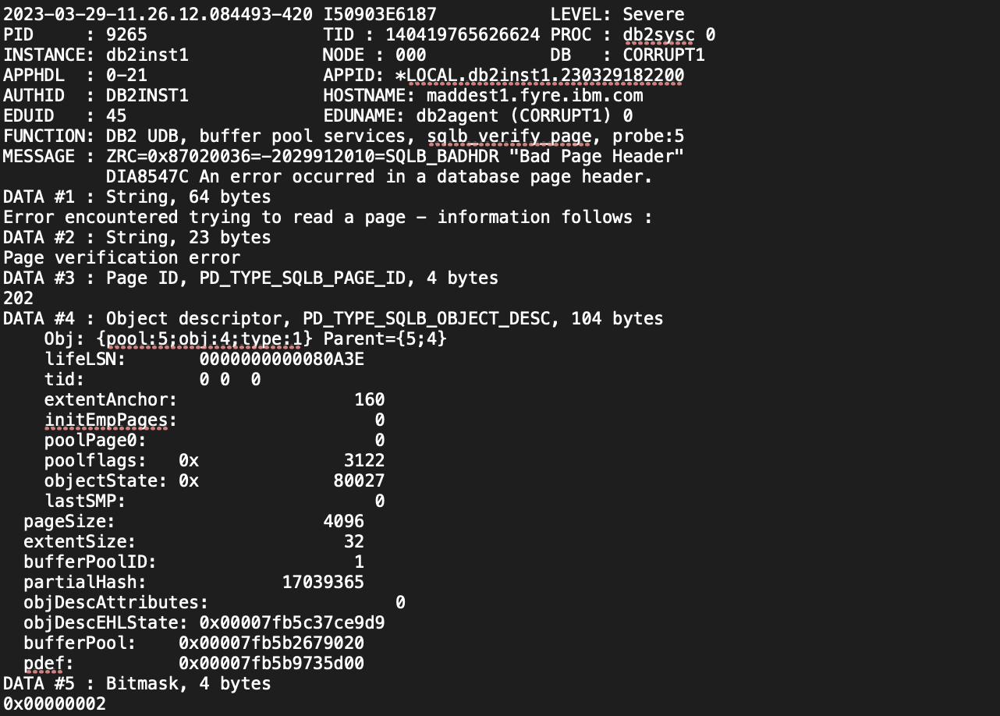 2023-03-29-11.26.12.084493-420 I50903E6187           LEVEL: Severe
PID     : 9265                 TID : 140419765626624 PROC : db2sysc 0
INSTANCE: db2inst1             NODE : 000            DB   : CORRUPT1
APPHDL  : 0-21                 APPID: *LOCAL.db2inst1.230329182200
AUTHID  : DB2INST1             HOSTNAME: maddest1.fyre.ibm.com
EDUID   : 45                   EDUNAME: db2agent (CORRUPT1) 0
FUNCTION: DB2 UDB, buffer pool services, sqlb_verify_page, probe:5
MESSAGE : ZRC=0x87020036=-2029912010=SQLB_BADHDR "Bad Page Header"
          DIA8547C An error occurred in a database page header.
DATA #1 : String, 64 bytes
Error encountered trying to read a page - information follows :
DATA #2 : String, 23 bytes
Page verification error
DATA #3 : Page ID, PD_TYPE_SQLB_PAGE_ID, 4 bytes
202
DATA #4 : Object descriptor, PD_TYPE_SQLB_OBJECT_DESC, 104 bytes
    Obj: {pool:5;obj:4;type:1} Parent={5;4}
    lifeLSN:       0000000000080A3E
    tid:           0 0  0
    extentAnchor:                 160
    initEmpPages:                   0
    poolPage0:                      0
    poolflags:   0x              3122
    objectState: 0x             80027
    lastSMP:                        0
  pageSize:                    4096
  extentSize:                    32
  bufferPoolID:                   1
  partialHash:             17039365
  objDescAttributes:                  0
  objDescEHLState: 0x00007fb5c37ce9d9
  bufferPool:    0x00007fb5b2679020
  pdef:          0x00007fb5b9735d00
DATA #5 : Bitmask, 4 bytes
0x00000002